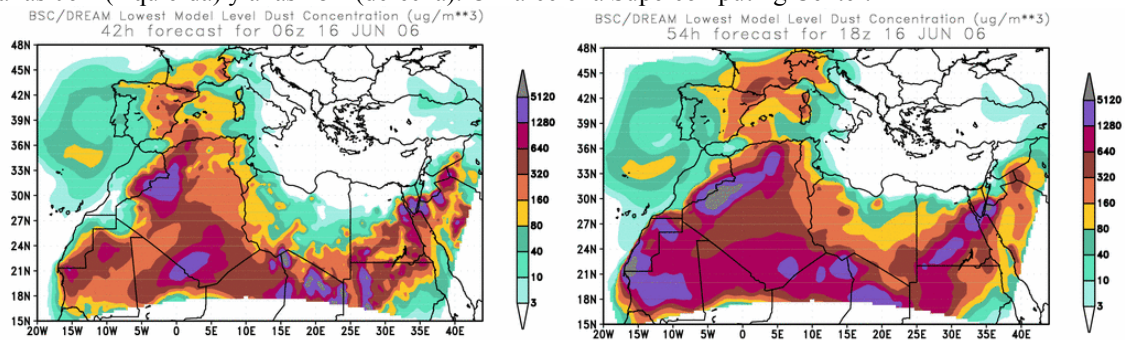 (izquierda) y a las (derecha). Supercomputing Center.
BSC/DREAM Lowest Model Level Dust Concentration (ug/m**3)
42h forecast for 06z 16 JUN 06
48N
45N
42N
39N
36N
33N
30N
27N
24N
21N
18N
15N
20W 15W 10W 5W 0 5E 10E 15E 20E 25E 30E 35E 40E
5120
1280
640
320
160
80
40
10
3
BSC/DREAM Lowest Model Level Dust Concentration (ug/m**3)
54h forecast for 18z 16 JUN 06
48N
45N
42N
39N
36N
33N
30N
27N
24N
21N
18N
15N
20W 15W 10W 5W 0 5E 10E 15E 20E 25E 30E 35E 40E
5120
1280
640
320
160
80
40
10
3